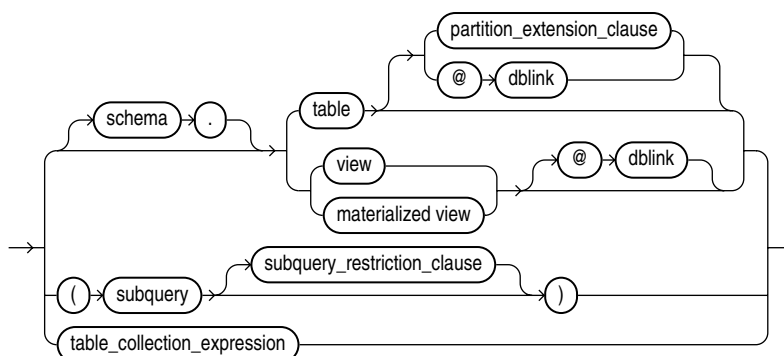 partition_extension_clause
@ dblink
schema . table
view @ dblink
materialized view
subquery_restriction_clause
( subquery )
table_collection_expression